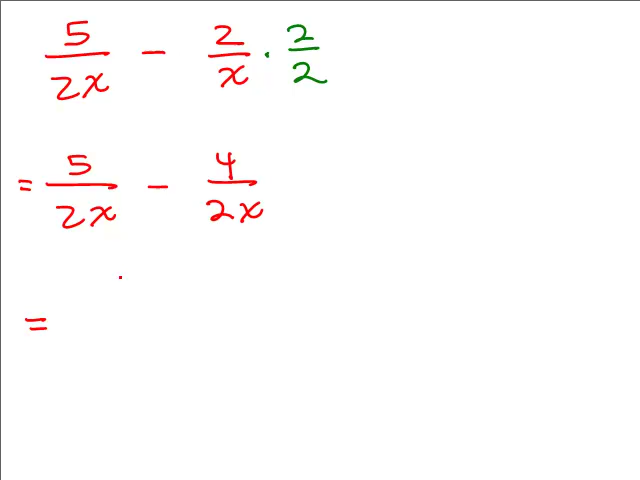 5/2x - 2/x · 2/2
= 5/2x - 4/2x
=